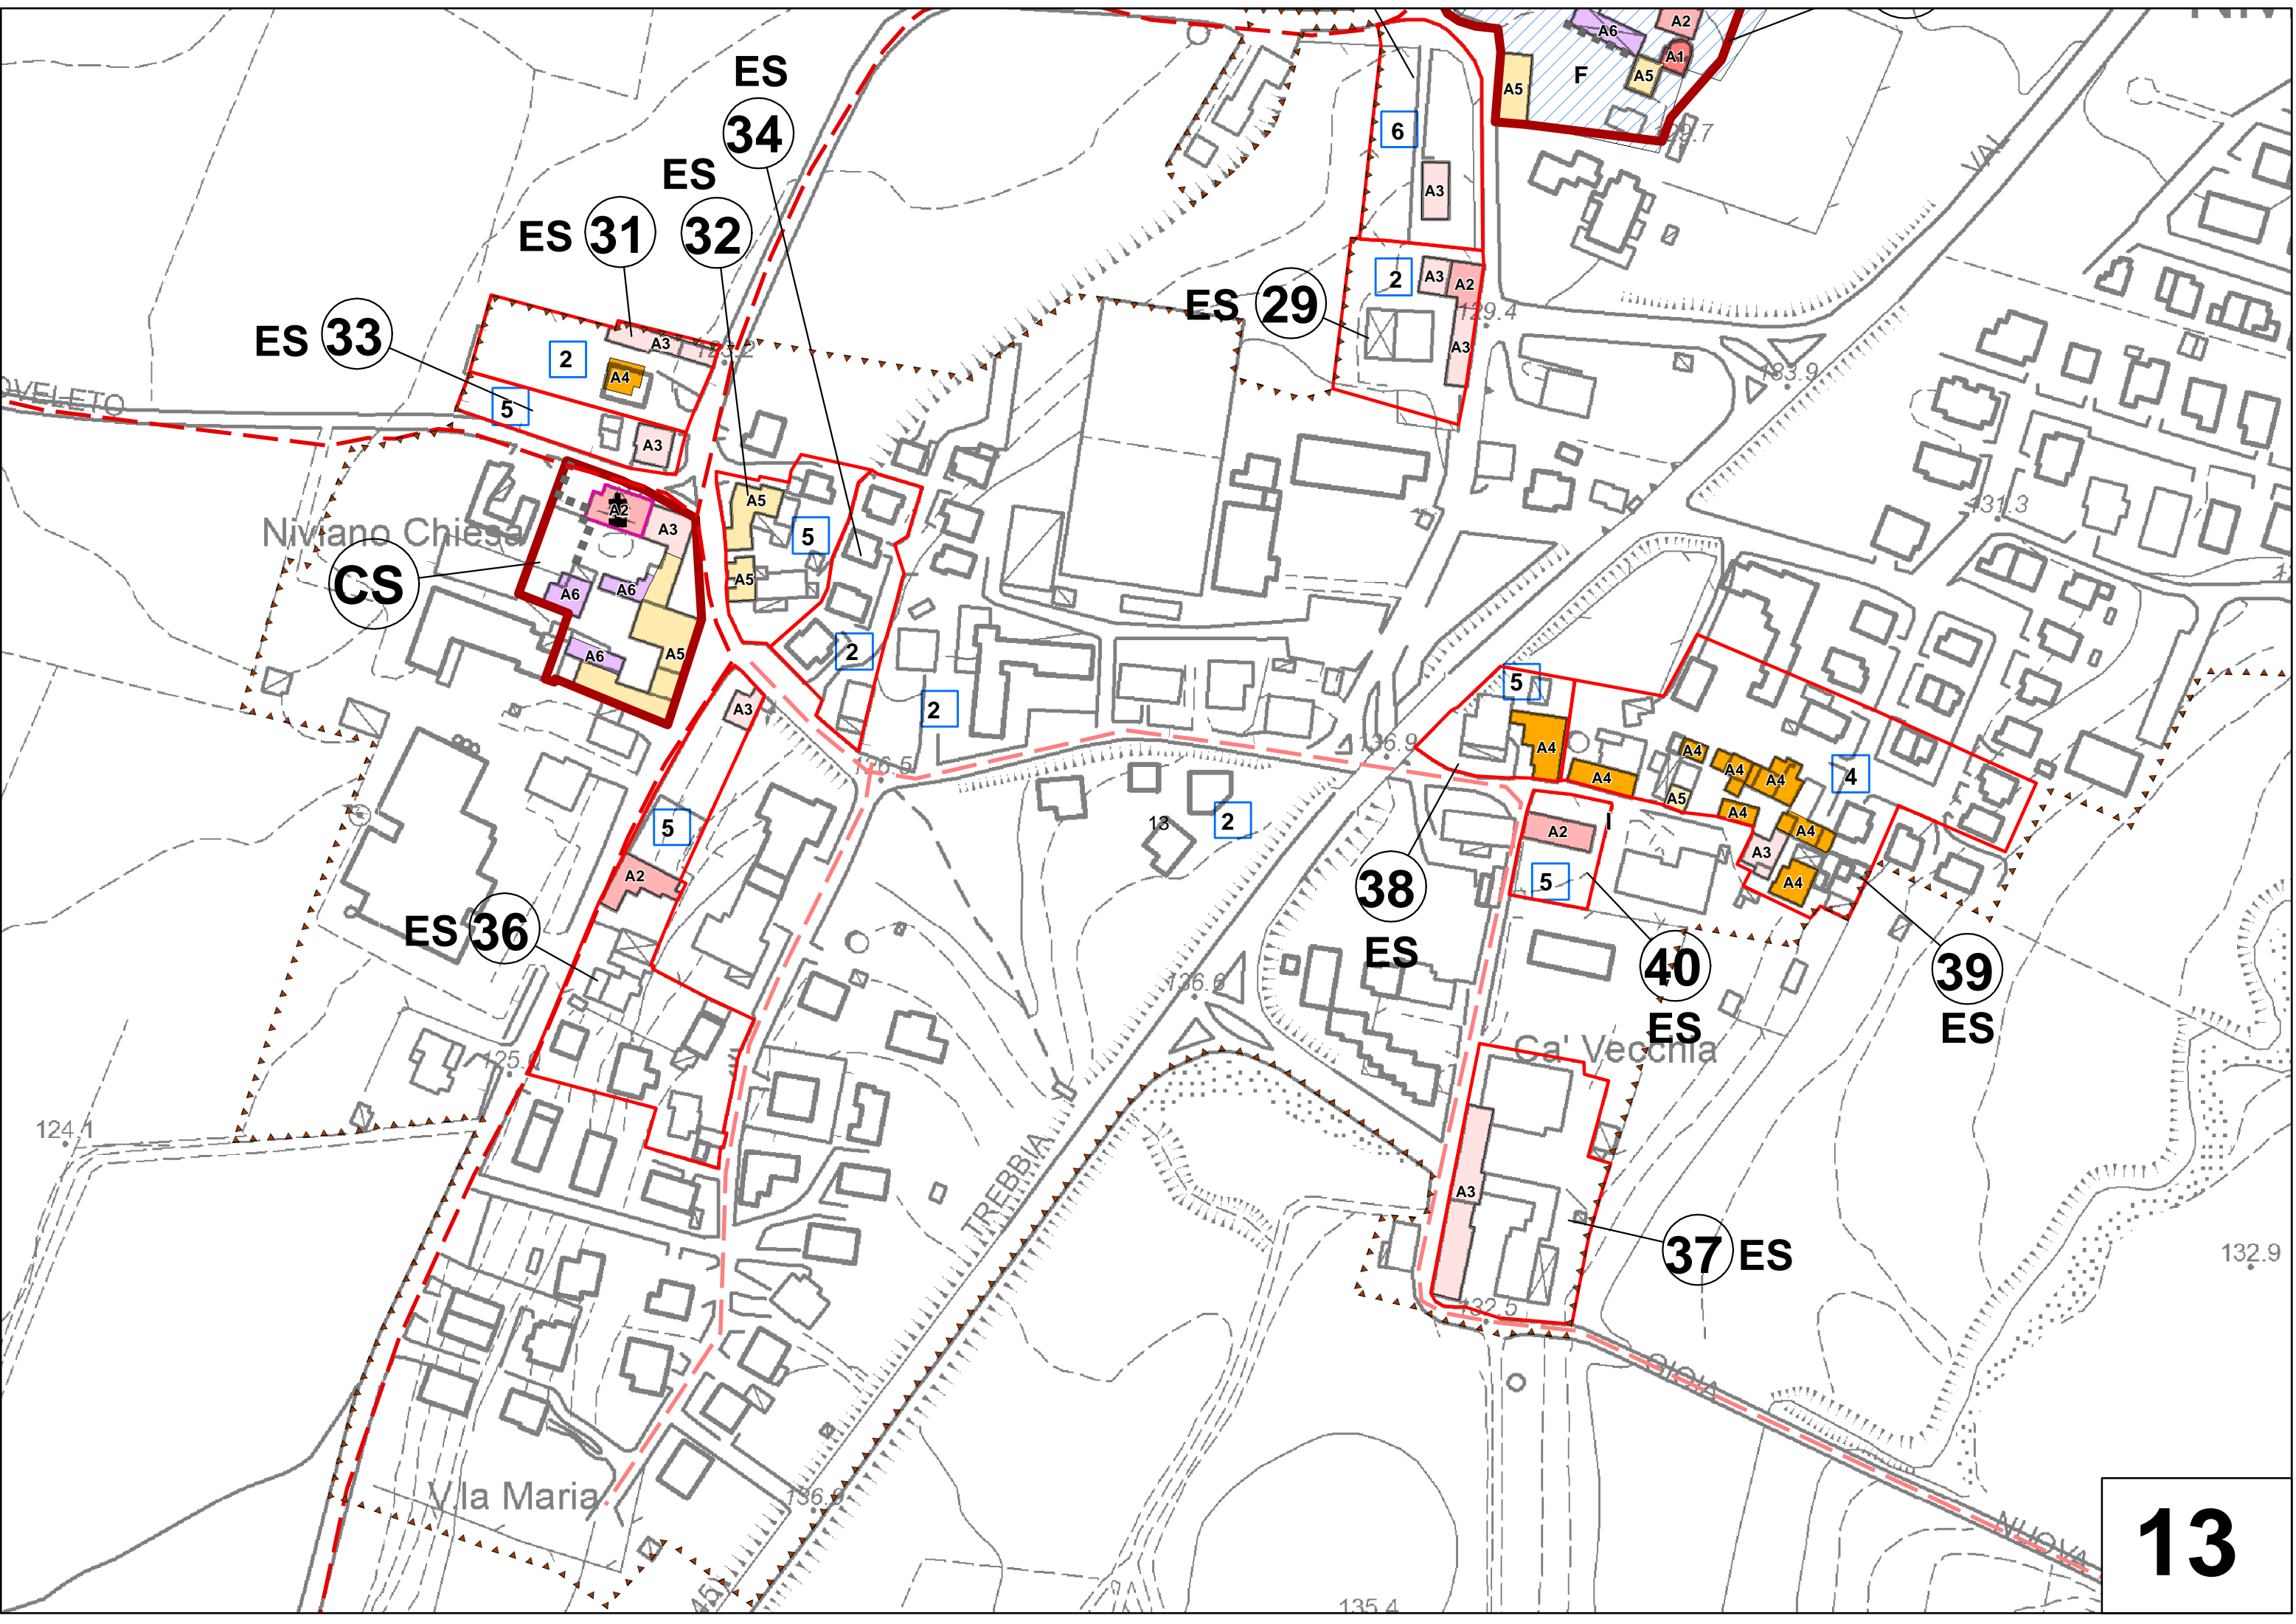 A6
A2
A1
A5
F
A5
129.7
VAL
6
A3
ES
34
ES
32
ES 31
ES 33
2
A3
A4
5
A3
OVELETO
ES 29
2
A3
A2
129.4
A3
133.9
131.3
Niviano Chiesa
CS
A2
A3
A6
A6
A6
A5
A5
A5
5
2
2
A3
5
A2
ES 36
136.5
136.9
5
A4
A4
A4
A4
A4
A5
A4
A4
A3
A4
4
2
13
A2
I
5
38
ES
40
ES
39
ES
136.6
Ca' Vecchia
124.1
TREBBIA
A3
37 ES
132.9
132.5
GIOIA
V.la Maria
136.9
NUOVA
45)
135.4
13